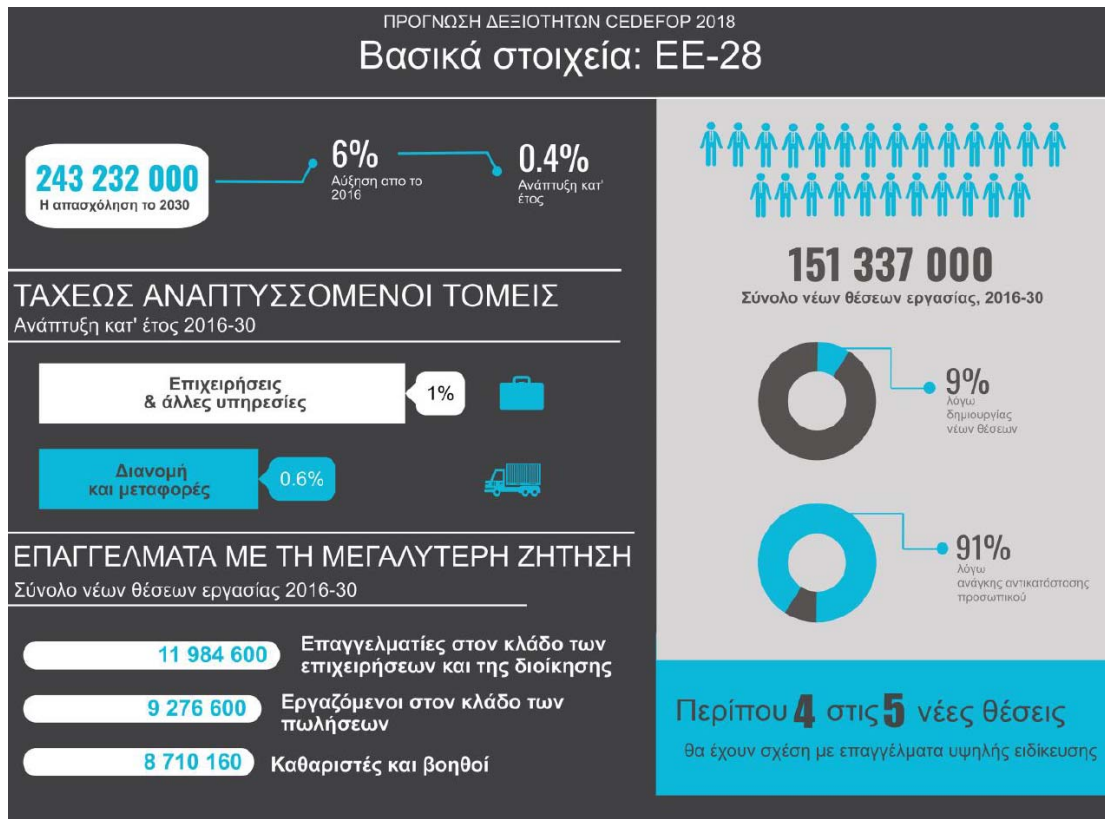 ΠΡΟΓΝΩΣΗ ΔΕΞΙΟΤΗΤΩΝ CEDEFOP 2018
Βασικά στοιχεία: ΕΕ-28
243 232 000
Η απασχόληση το 2030
6%
Αύξηση απο το
2016
0.4%
Ανάπτυξη κατ'
έτος
ΤΑΧΕΩΣ ΑΝΑΠΤΥΣΣΟΜΕΝΟΙ ΤΟΜΕΙΣ
Ανάπτυξη κατ' έτος 2016-30
Επιχειρήσεις
& άλλες υπηρεσίες
1%
Διανομή
και μεταφορές
0.6%
ΕΠΑΓΓΕΛΜΑΤΑ ΜΕ ΤΗ ΜΕΓΑΛΥΤΕΡΗ ΖΗΤΗΣΗ
Σύνολο νέων θέσεων εργασίας 2016-30
11 984 600
Επαγγελματίες στον κλάδο των
επιχειρήσεων και της διοίκησης
9 276 600
Εργαζόμενοι στον κλάδο των
πωλήσεων
8 710 160
Καθαριστές και βοηθοί
151 337 000
Σύνολο νέων θέσεων εργασίας, 2016-30
9%
λόγω
δημιουργίας
νέων θέσεων
91%
λόγω
ανάγκης αντικατάστασης
προσωπικού
Περίπου 4 στις 5 νέες θέσεις
θα έχουν σχέση με επαγγέλματα υψηλής ειδίκευσης